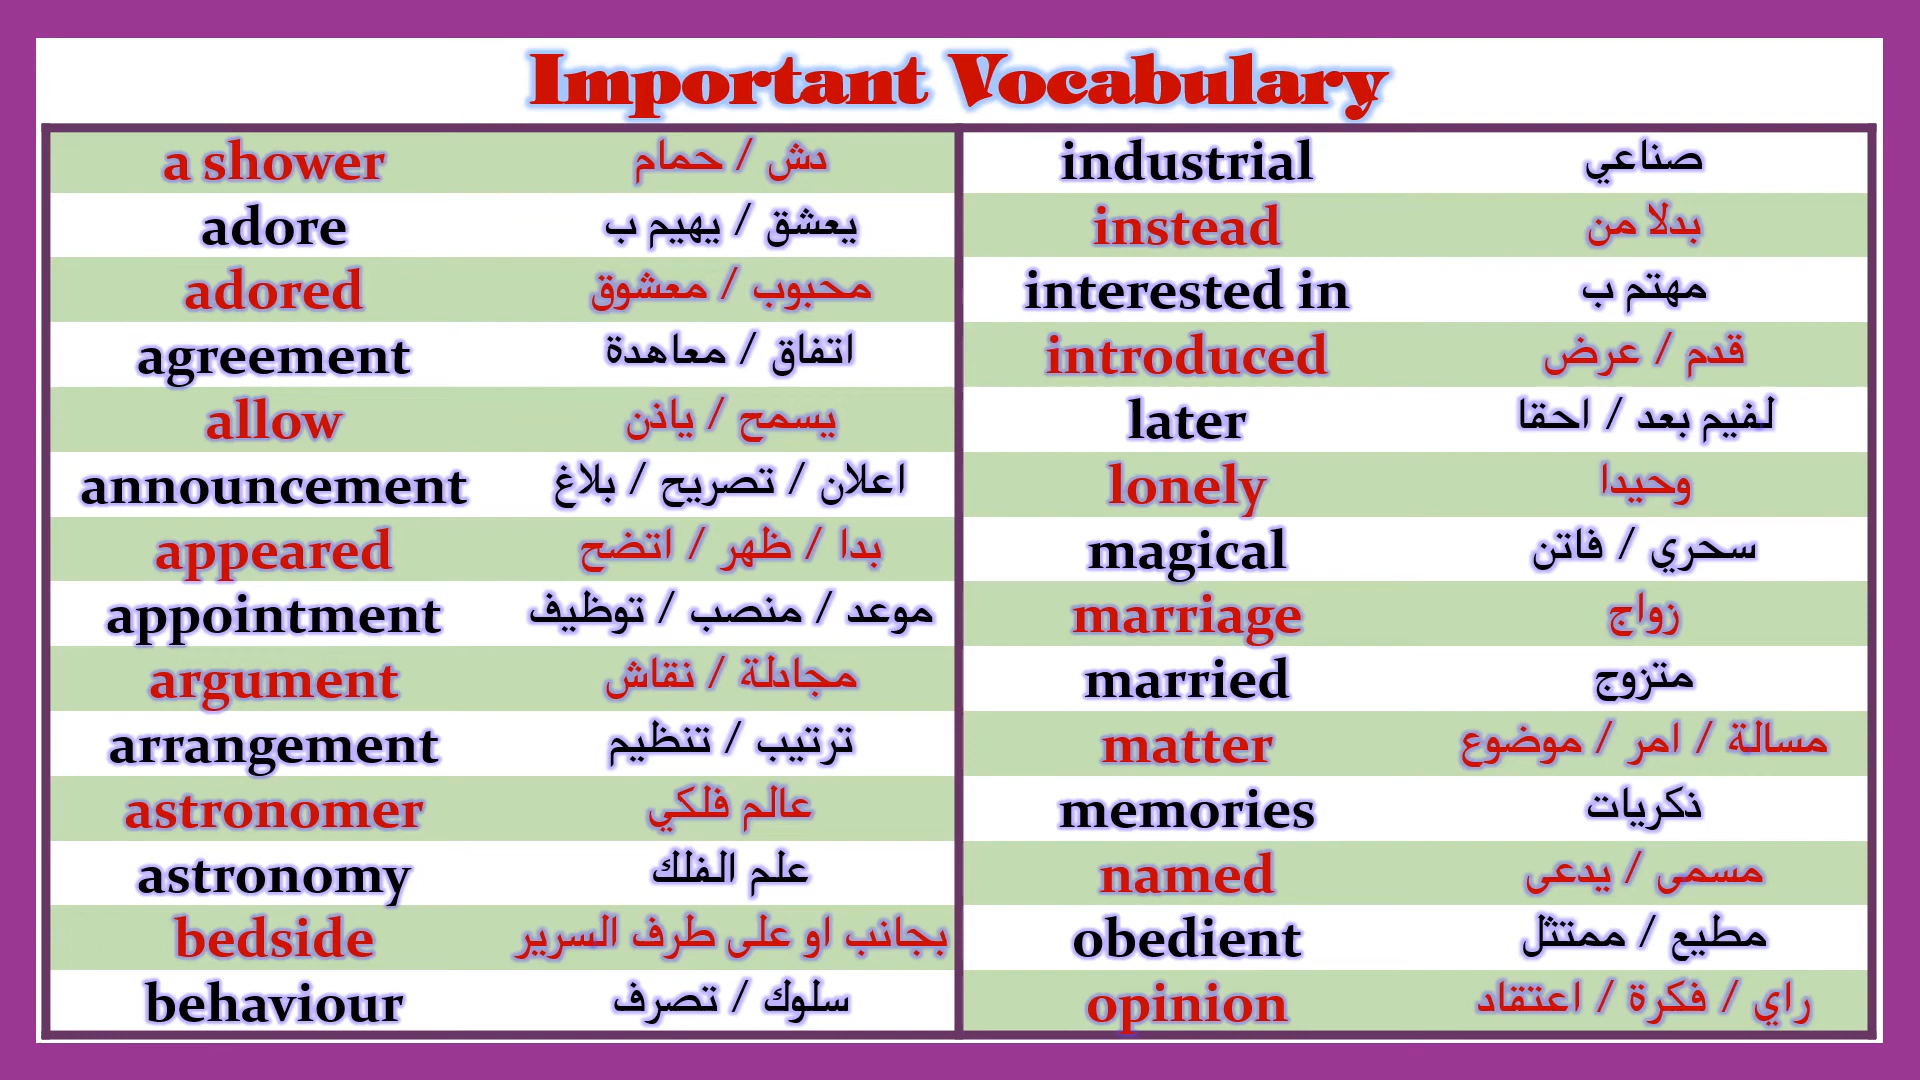 Important Vocabulary
a shower دش / حمام
adore يعشق / يهيم ب
adored محبوب / معشوق
agreement اتفاق / معاهدة
allow يسمح / ياذن
announcement اعلان / تصريح / بلاغ
appeared بدا / ظهر / اتضح
appointment موعد / منصب / توظيف
argument مجادلة / نقاش
arrangement ترتيب / تنظيم
astronomer عالم فلكي
astronomy علم الفلك
bedside بجانب او على طرف السرير
behaviour سلوك / تصرف
industrial صناعي
instead بدلا من
interested in مهتم ب
introduced قدم / عرض
later لفيم بعد / احقا
lonely وحيدا
magical سحري / فاتن
marriage زواج
married متزوج
matter مسالة / امر / موضوع
memories ذكريات
named مسمى / يدعى
obedient مطيع / ممتثل
opinion راي / فكرة / اعتقاد